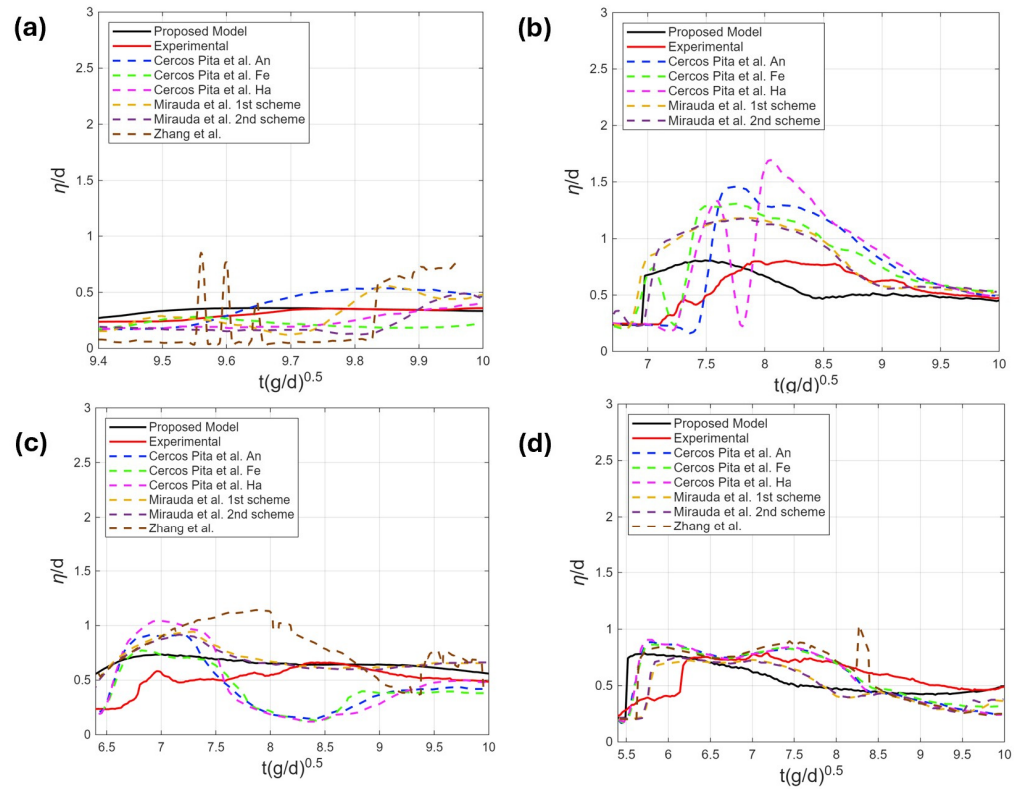 (a)
3
2.5
2
1.5
1
0.5
0
η/d
Proposed Model
Experimental
Cercos Pita et al. An
Cercos Pita et al. Fe
Cercos Pita et al. Ha
Mirauda et al. 1st scheme
Mirauda et al. 2nd scheme
Zhang et al.
9.4 9.5 9.6 9.7 9.8 9.9 10
t(g/d)^0.5
(b)
3
2.5
2
1.5
1
0.5
0
η/d
Proposed Model
Experimental
Cercos Pita et al. An
Cercos Pita et al. Fe
Cercos Pita et al. Ha
Mirauda et al. 1st scheme
Mirauda et al. 2nd scheme
7 7.5 8 8.5 9 9.5 10
t(g/d)^0.5
(c)
3
2.5
2
1.5
1
0.5
0
η/d
Proposed Model
Experimental
Cercos Pita et al. An
Cercos Pita et al. Fe
Cercos Pita et al. Ha
Mirauda et al. 1st scheme
Mirauda et al. 2nd scheme
Zhang et al.
6.5 7 7.5 8 8.5 9 9.5 10
t(g/d)^0.5
(d)
3
2.5
2
1.5
1
0.5
0
η/d
Proposed Model
Experimental
Cercos Pita et al. An
Cercos Pita et al. Fe
Cercos Pita et al. Ha
Mirauda et al. 1st scheme
Mirauda et al. 2nd scheme
Zhang et al.
5.5 6 6.5 7 7.5 8 8.5 9 9.5 10
t(g/d)^0.5